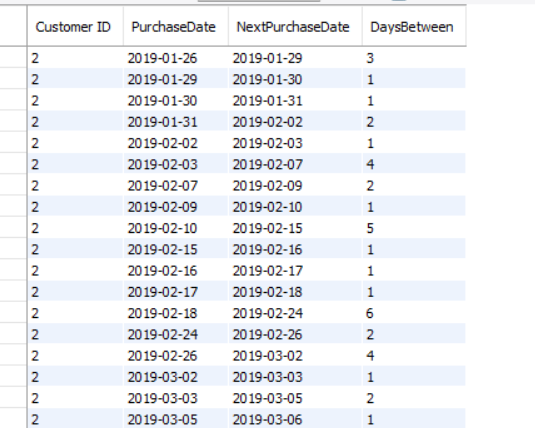 Customer ID PurchaseDate NextPurchaseDate DaysBetween
2 2019-01-26 2019-01-29 3
2 2019-01-29 2019-01-30 1
2 2019-01-30 2019-01-31 1
2 2019-01-31 2019-02-02 2
2 2019-02-02 2019-02-03 1
2 2019-02-03 2019-02-07 4
2 2019-02-07 2019-02-09 2
2 2019-02-09 2019-02-10 1
2 2019-02-10 2019-02-15 5
2 2019-02-15 2019-02-16 1
2 2019-02-16 2019-02-17 1
2 2019-02-17 2019-02-18 1
2 2019-02-18 2019-02-24 6
2 2019-02-24 2019-02-26 2
2 2019-02-26 2019-03-02 4
2 2019-03-02 2019-03-03 1
2 2019-03-03 2019-03-05 2
2 2019-03-05 2019-03-06 1